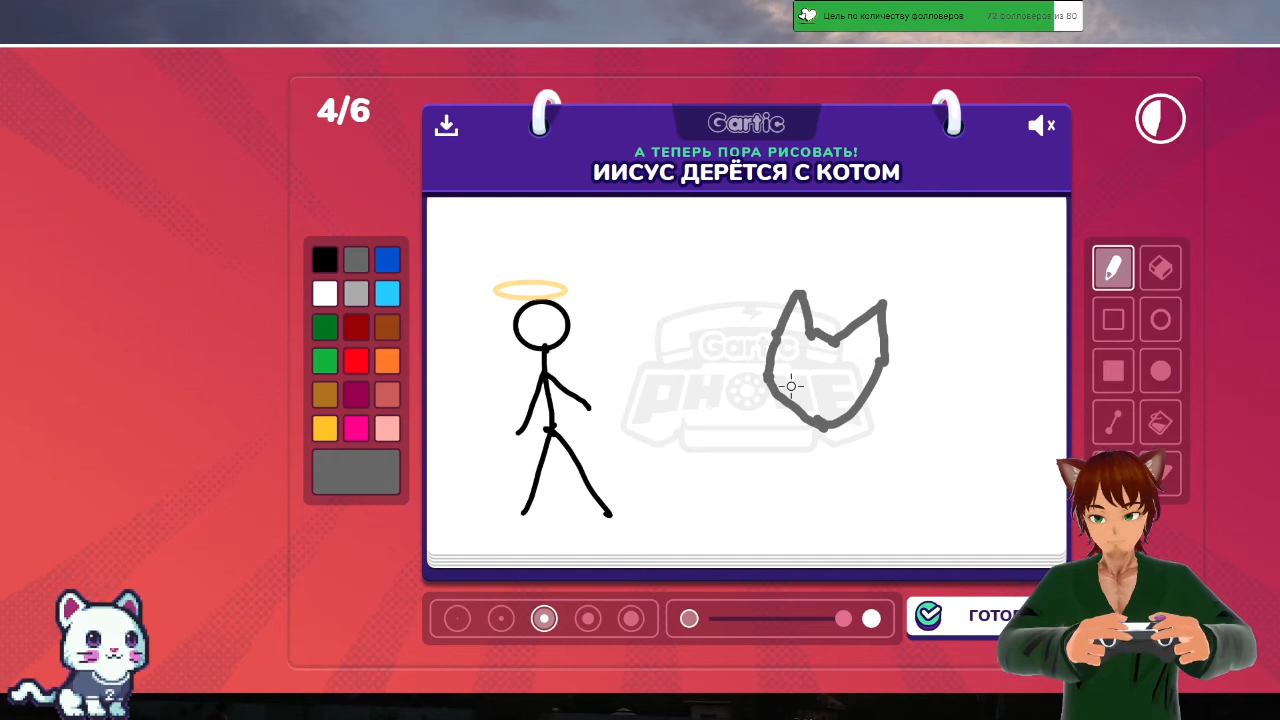 Цель по количеству фолловеров 72 фолловеров из 80
4/6
Gartic
А ТЕПЕРЬ ПОРА РИСОВАТЬ!
ИИСУС ДЕРЁТСЯ С КОТОМ
Gartic
PHONE
ГОТО
2